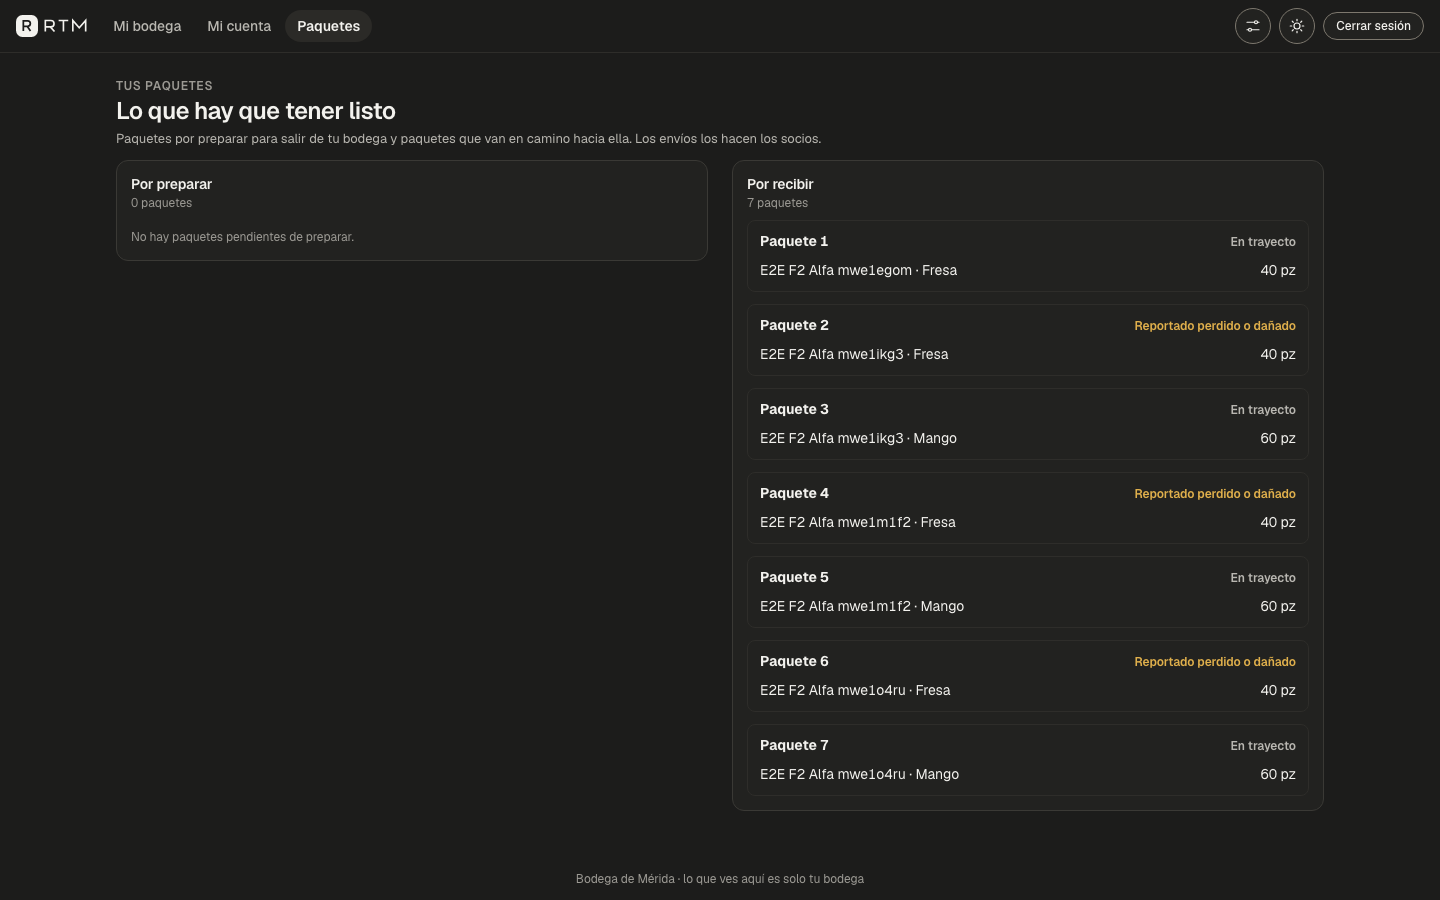 R RTM Mi bodega Mi cuenta Paquetes Cerrar sesión
TUS PAQUETES
Lo que hay que tener listo
Paquetes por preparar para salir de tu bodega y paquetes que van en camino hacia ella. Los envíos los hacen los socios.
Por preparar
0 paquetes
No hay paquetes pendientes de preparar.
Por recibir
7 paquetes
Paquete 1 En trayecto
E2E F2 Alfa mwe1egom · Fresa 40 pz
Paquete 2 Reportado perdido o dañado
E2E F2 Alfa mwe1ikg3 · Fresa 40 pz
Paquete 3 En trayecto
E2E F2 Alfa mwe1ikg3 · Mango 60 pz
Paquete 4 Reportado perdido o dañado
E2E F2 Alfa mwe1m1f2 · Fresa 40 pz
Paquete 5 En trayecto
E2E F2 Alfa mwe1m1f2 · Mango 60 pz
Paquete 6 Reportado perdido o dañado
E2E F2 Alfa mwe1o4ru · Fresa 40 pz
Paquete 7 En trayecto
E2E F2 Alfa mwe1o4ru · Mango 60 pz
Bodega de Mérida · lo que ves aquí es solo tu bodega